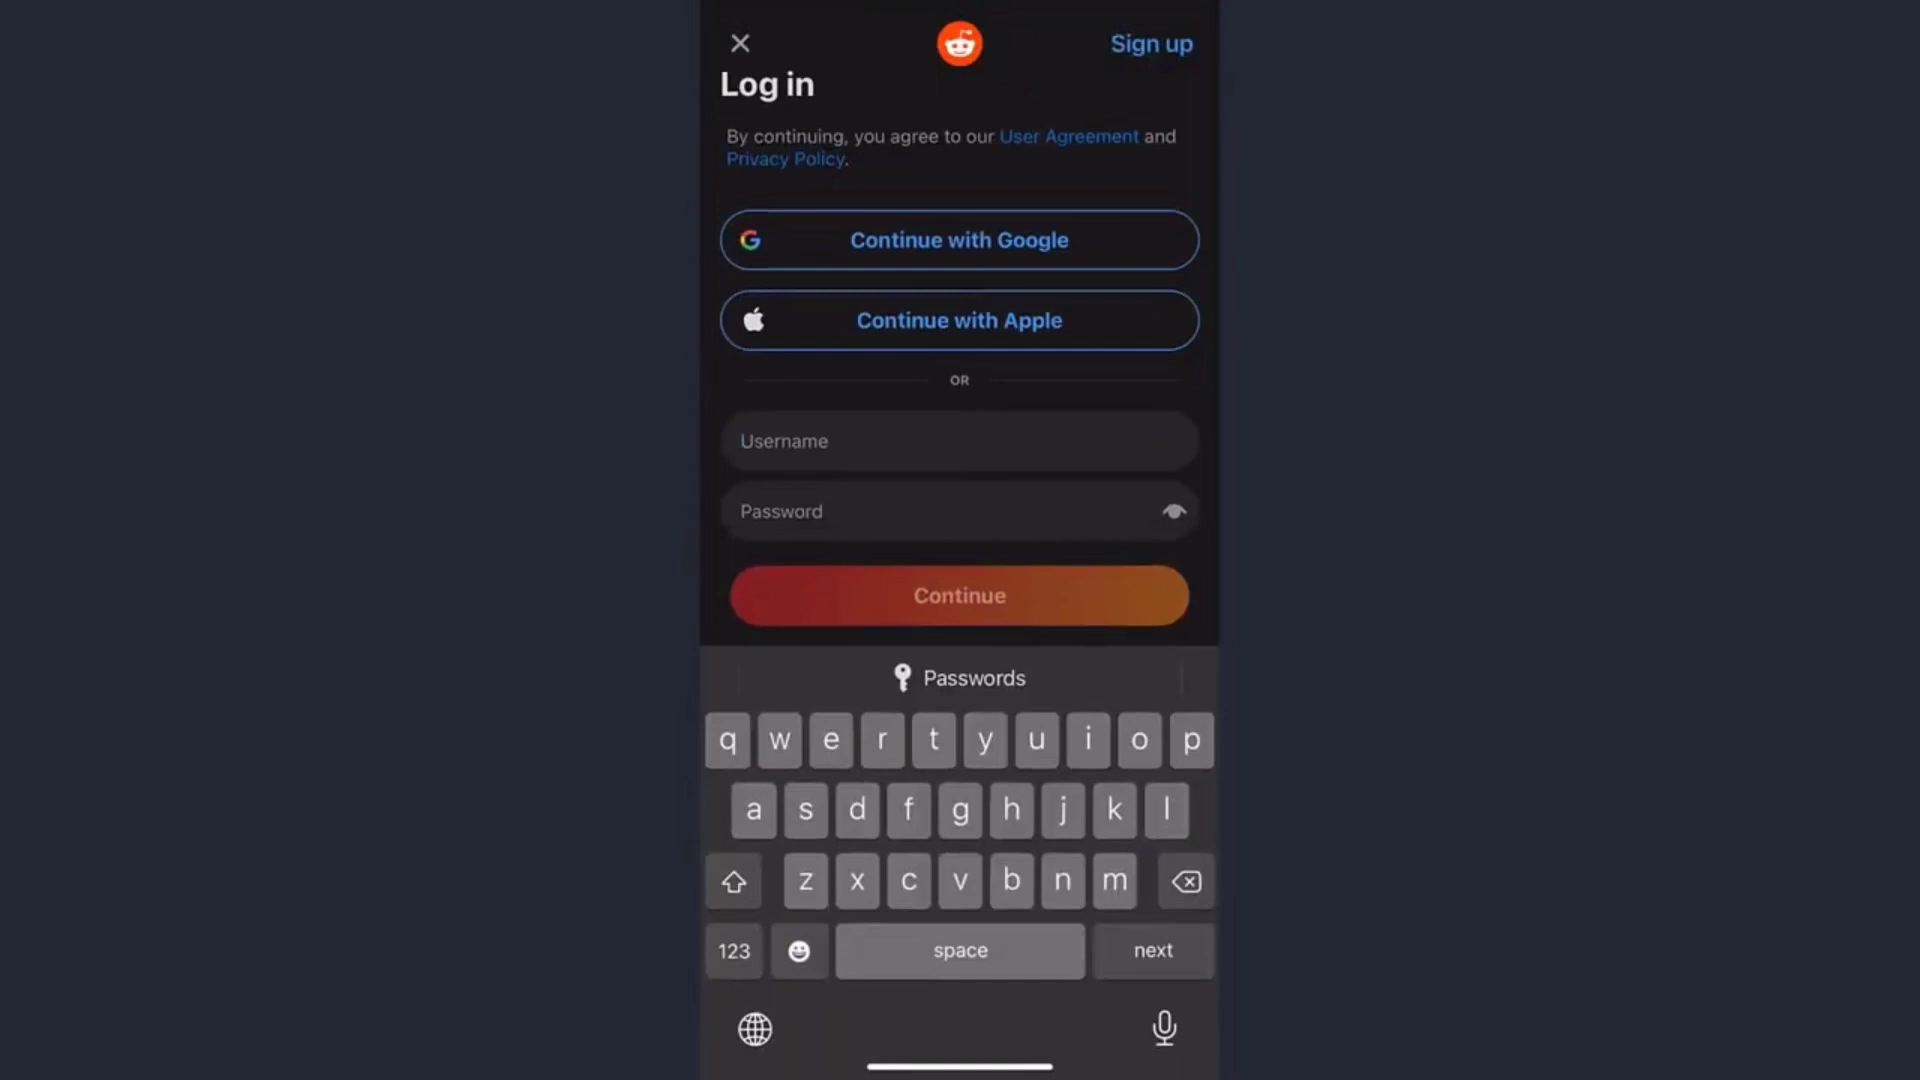 Sign up
Log in
By continuing, you agree to our User Agreement and
Privacy Policy.
Continue with Google
Continue with Apple
OR
Username
Password
Continue
Passwords
q w e r t y u i o p
a s d f g h j k l
z x c v b n m
123 space next